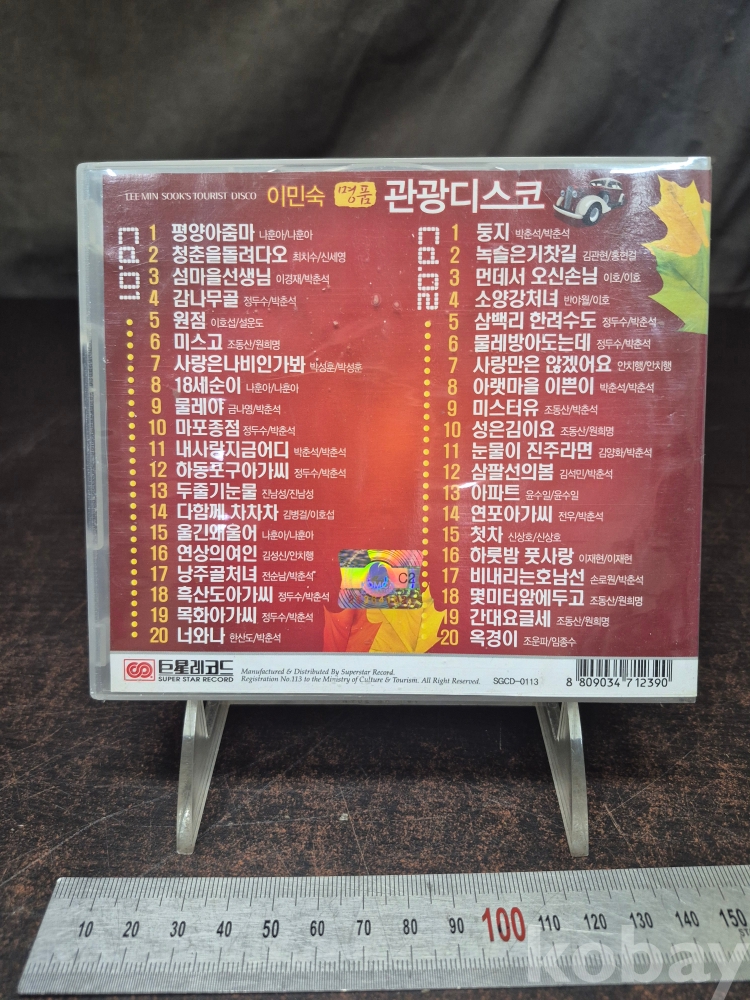 LEE MIN SOOK'S TOURIST DISCO 이민숙 명품 관광디스코
CD.01
1 평양아줌마 나훈아/나훈아
2 청춘을돌려다오 최치수/신세영
3 섬마을선생님 이경재/박춘석
4 감나무골 정두수/박춘석
5 원점 이호섭/설운도
6 미스고 조동산/원희명
7 사랑은나비인가봐 박성훈/박성훈
8 18세순이 나훈아/나훈아
9 물레야 금나영/박춘석
10 마포종점 정두수/박춘석
11 내사랑지금어디 박춘석/박춘석
12 하동포구아가씨 정두수/박춘석
13 두줄기눈물 진남성/진남성
14 다함께 차차차 김병걸/이호섭
15 울긴왜울어 나훈아/나훈아
16 연상의여인 김성신/안치행
17 낭주골처녀 전순남/박춘석
18 흑산도아가씨 정두수/박춘석
19 목화아가씨 정두수/박춘석
20 너와나 한산도/박춘석
CD.02
1 둥지 박춘석/박춘석
2 녹슬은기찻길 김관현/홍현걸
3 먼데서 오신손님 이호/이호
4 소양강처녀 반야월/이호
5 삼백리 한려수도 정두수/박춘석
6 물레방아도는데 정두수/박춘석
7 사랑만은 않겠어요 안치행/안치행
8 아랫마을 이쁜이 박춘석/박춘석
9 미스터유 조동산/박춘석
10 성은김이요 조동산/원희명
11 눈물이 진주라면 김양화/박춘석
12 삼팔선의봄 김석민/박춘석
13 아파트 윤수일/윤수일
14 연포아가씨 전우/박춘석
15 첫차 신상호/신상호
16 하룻밤 풋사랑 이재현/이재현
17 비내리는호남선 손로원/박춘석
18 몇미터앞에두고 조동산/원희명
19 간대요글세 조동산/원희명
20 옥경이 조운파/임종수
巨星레코드
SUPER STAR RECORD
Manufactured & Distributed By Superstar Record.
Registration No.113 to the Ministry of Culture & Tourism. All Right Reserved.
SGCD-0113
8 809034 712390
10 20 30 40 50 60 70 80 90 100 110 120 130 140 150
kobay